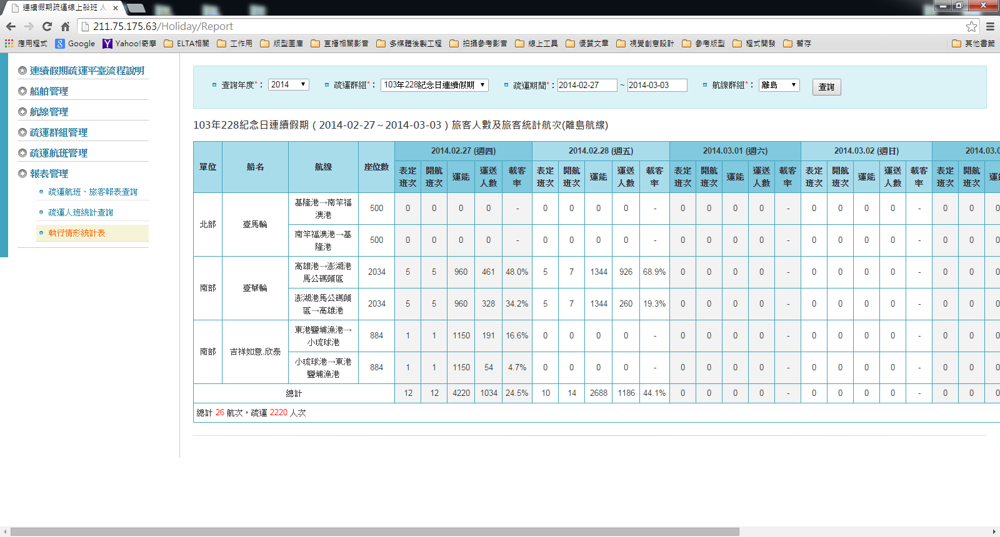 連續假期疏運線上船班 人
211.75.175.63/Holiday/Report
應用程式 Google Yahoo!奇摩 ELTA相關 工作用 版型圖庫 直播相關影音 多媒體後製工程 拍攝參考影音 線上工具 優質文章 視覺創意設計 參考版型 程式開發 暫存 其他書籤
連續假期疏運平臺流程說明
船舶管理
航線管理
疏運群組管理
疏運航班管理
報表管理
疏運航班、旅客報表查詢
疏運人班統計查詢
執行情形統計表
查詢年度*： 2014 疏運群組*： 103年228紀念日連續假期 疏運期間*：2014-02-27 ~ 2014-03-03 航線群組*： 離島 查詢
103年228紀念日連續假期（2014-02-27～2014-03-03）旅客人數及旅客統計航次(離島航線)
單位 船名 航線 座位數 2014.02.27 (週四) 2014.02.28 (週五) 2014.03.01 (週六) 2014.03.02 (週日) 2014.03.0
表定班次 開航班次 運能 運送人數 載客率 表定班次 開航班次 運能 運送人數 載客率 表定班次 開航班次 運能 運送人數 載客率 表定班次 開航班次 運能 運送人數 載客率 表定班次 開航班次 運
北部 臺馬輪 基隆港→南竿福澳港 500 0 0 0 0 - 0 0 0 0 - 0 0 0 0 - 0 0 0 0 - 0 0 0
南竿福澳港→基隆港 500 0 0 0 0 - 0 0 0 0 - 0 0 0 0 - 0 0 0 0 - 0 0 0
南部 臺華輪 高雄港→澎湖港馬公碼頭區 2034 5 5 960 461 48.0% 5 7 1344 926 68.9% 0 0 0 0 - 0 0 0 0 - 0 0 0
澎湖港馬公碼頭區→高雄港 2034 5 5 960 328 34.2% 5 7 1344 260 19.3% 0 0 0 0 - 0 0 0 0 - 0 0 0
南部 吉祥如意,欣泰 東港鹽埔漁港→小琉球港 884 1 1 1150 191 16.6% 0 0 0 0 - 0 0 0 0 - 0 0 0 0 - 0 0 0
小琉球港→東港鹽埔漁港 884 1 1 1150 54 4.7% 0 0 0 0 - 0 0 0 0 - 0 0 0 0 - 0 0 0
總計 12 12 4220 1034 24.5% 10 14 2688 1186 44.1% 0 0 0 0 - 0 0 0 0 - 0 0 0
總計 26 航次，疏運 2220 人次